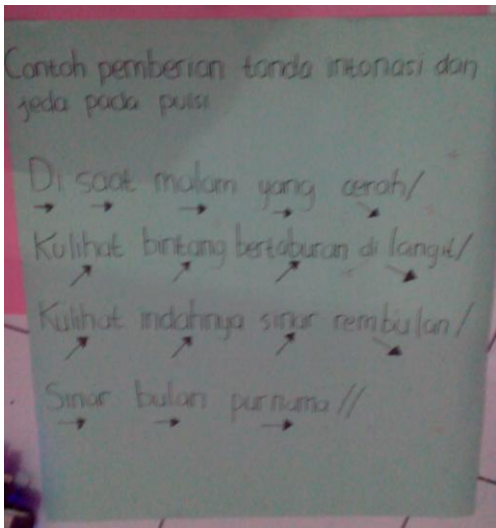 Contoh pemberian tanda intonasi dan
jeda pada puisi
Di saat malam yang cerah/
Kulihat bintang bertaburan di langit/
Kulihat indahnya sinar rembulan/
Sinar bulan purnama//